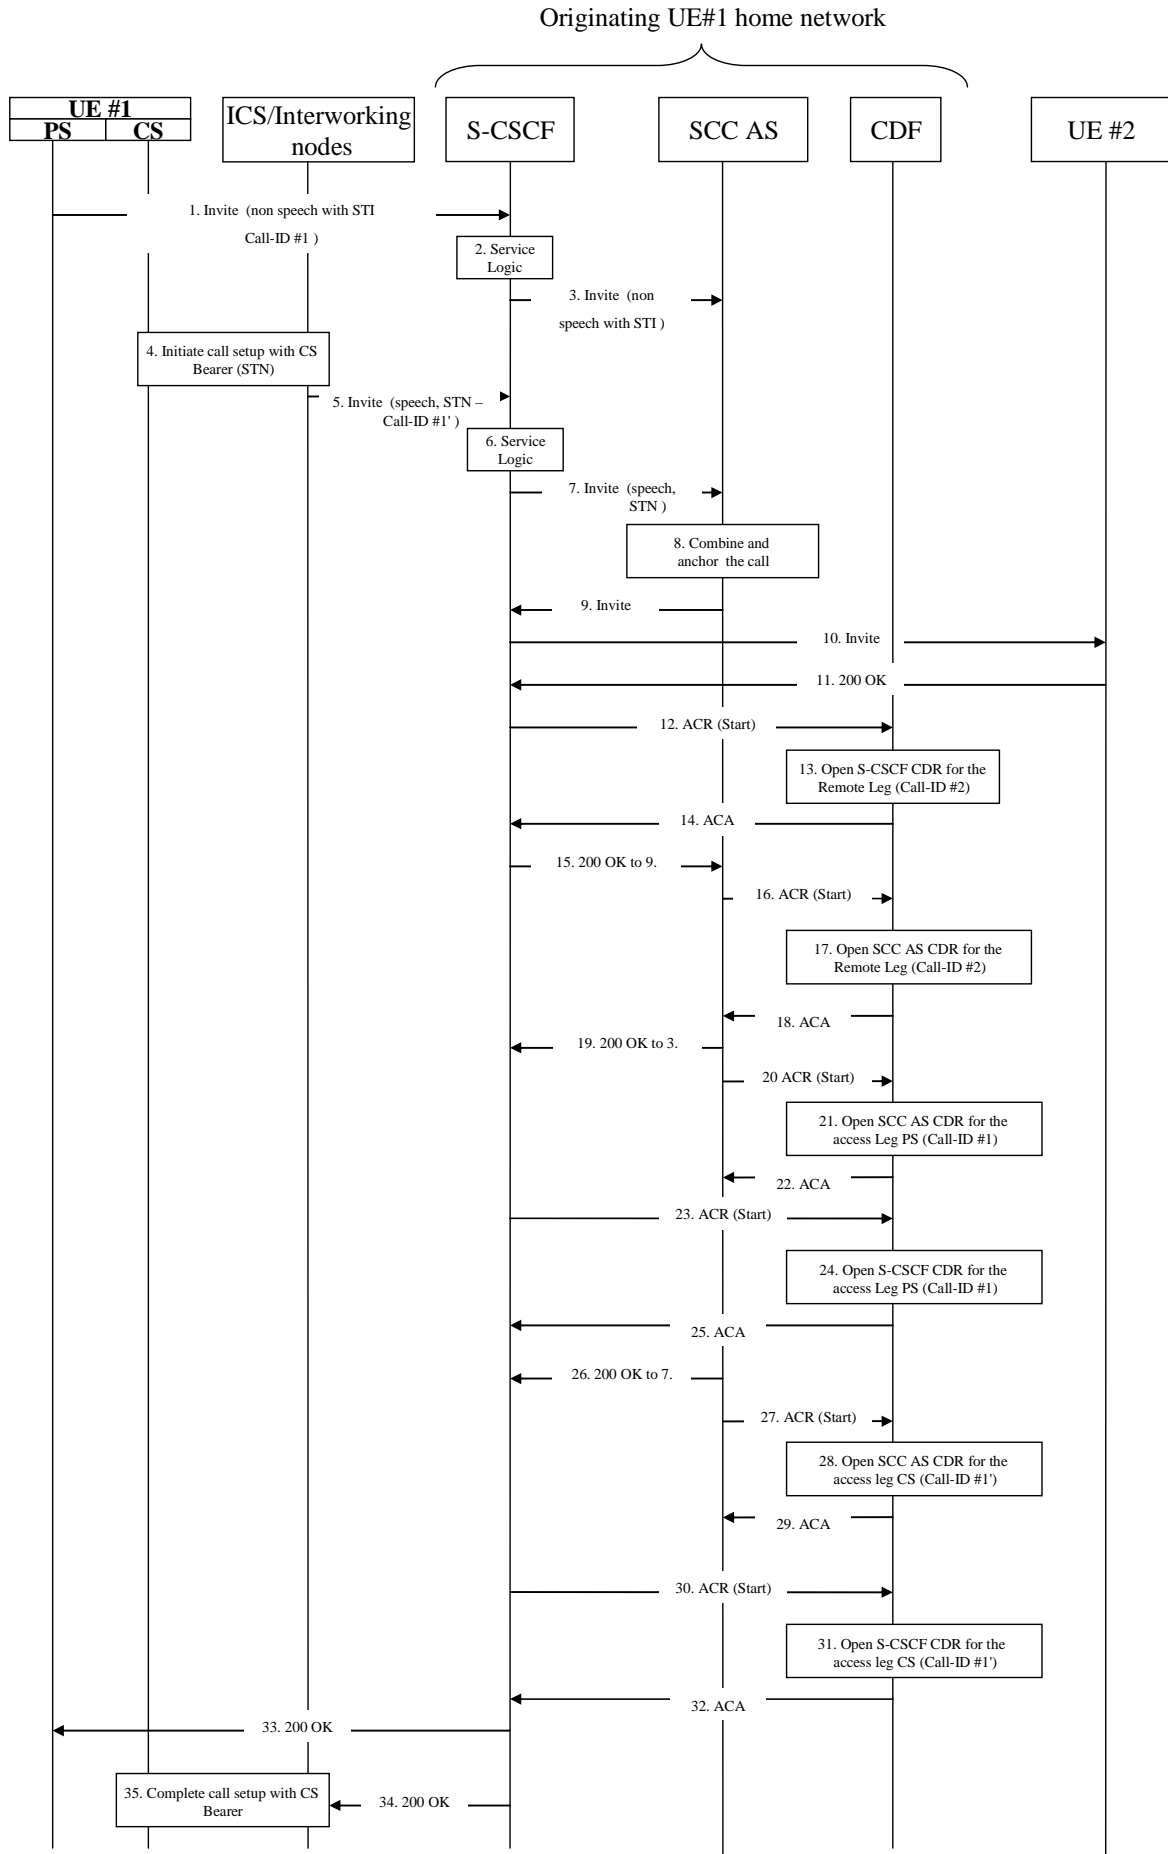 Originating UE#1 home network
UE #1
PS
CS
ICS/Interworking
nodes
S-CSCF
SCC AS
CDF
UE #2
1. Invite (non speech with STI
Call-ID #1 )
2. Service
Logic
3. Invite (non
speech with STI )
4. Initiate call setup with CS
Bearer (STN)
5. Invite (speech, STN –
Call-ID #1' )
6. Service
Logic
7. Invite (speech,
STN )
8. Combine and
anchor the call
9. Invite
10. Invite
11. 200 OK
12. ACR (Start)
13. Open S-CSCF CDR for the
Remote Leg (Call-ID #2)
14. ACA
15. 200 OK to 9.
16. ACR (Start)
17. Open SCC AS CDR for the
Remote Leg (Call-ID #2)
18. ACA
19. 200 OK to 3.
20 ACR (Start)
21. Open SCC AS CDR for the
access Leg PS (Call-ID #1)
22. ACA
23. ACR (Start)
24. Open S-CSCF CDR for the
access Leg PS (Call-ID #1)
25. ACA
26. 200 OK to 7.
27. ACR (Start)
28. Open SCC AS CDR for the
access leg CS (Call-ID #1')
29. ACA
30. ACR (Start)
31. Open S-CSCF CDR for the
access leg CS (Call-ID #1')
32. ACA
33. 200 OK
35. Complete call setup with CS
Bearer
34. 200 OK